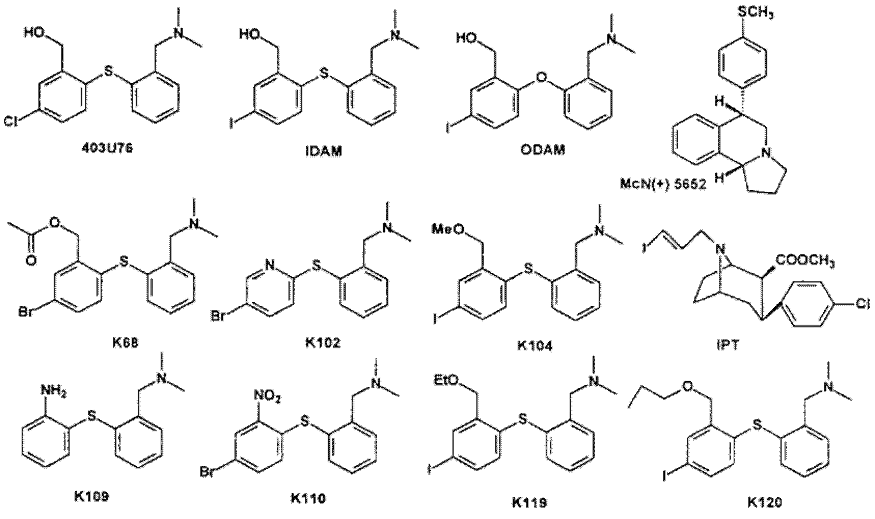 HO N S Cl 403U76
HO N S I IDAM
HO N O I ODAM
SCH3 H N H McN(+) 5652
O O N S Br K68
N N S Br K102
MeO N S I K104
I N COOCH3 Cl IPT
NH2 N S K109
NO2 N S Br K110
EtO N S I K119
O N S I K120